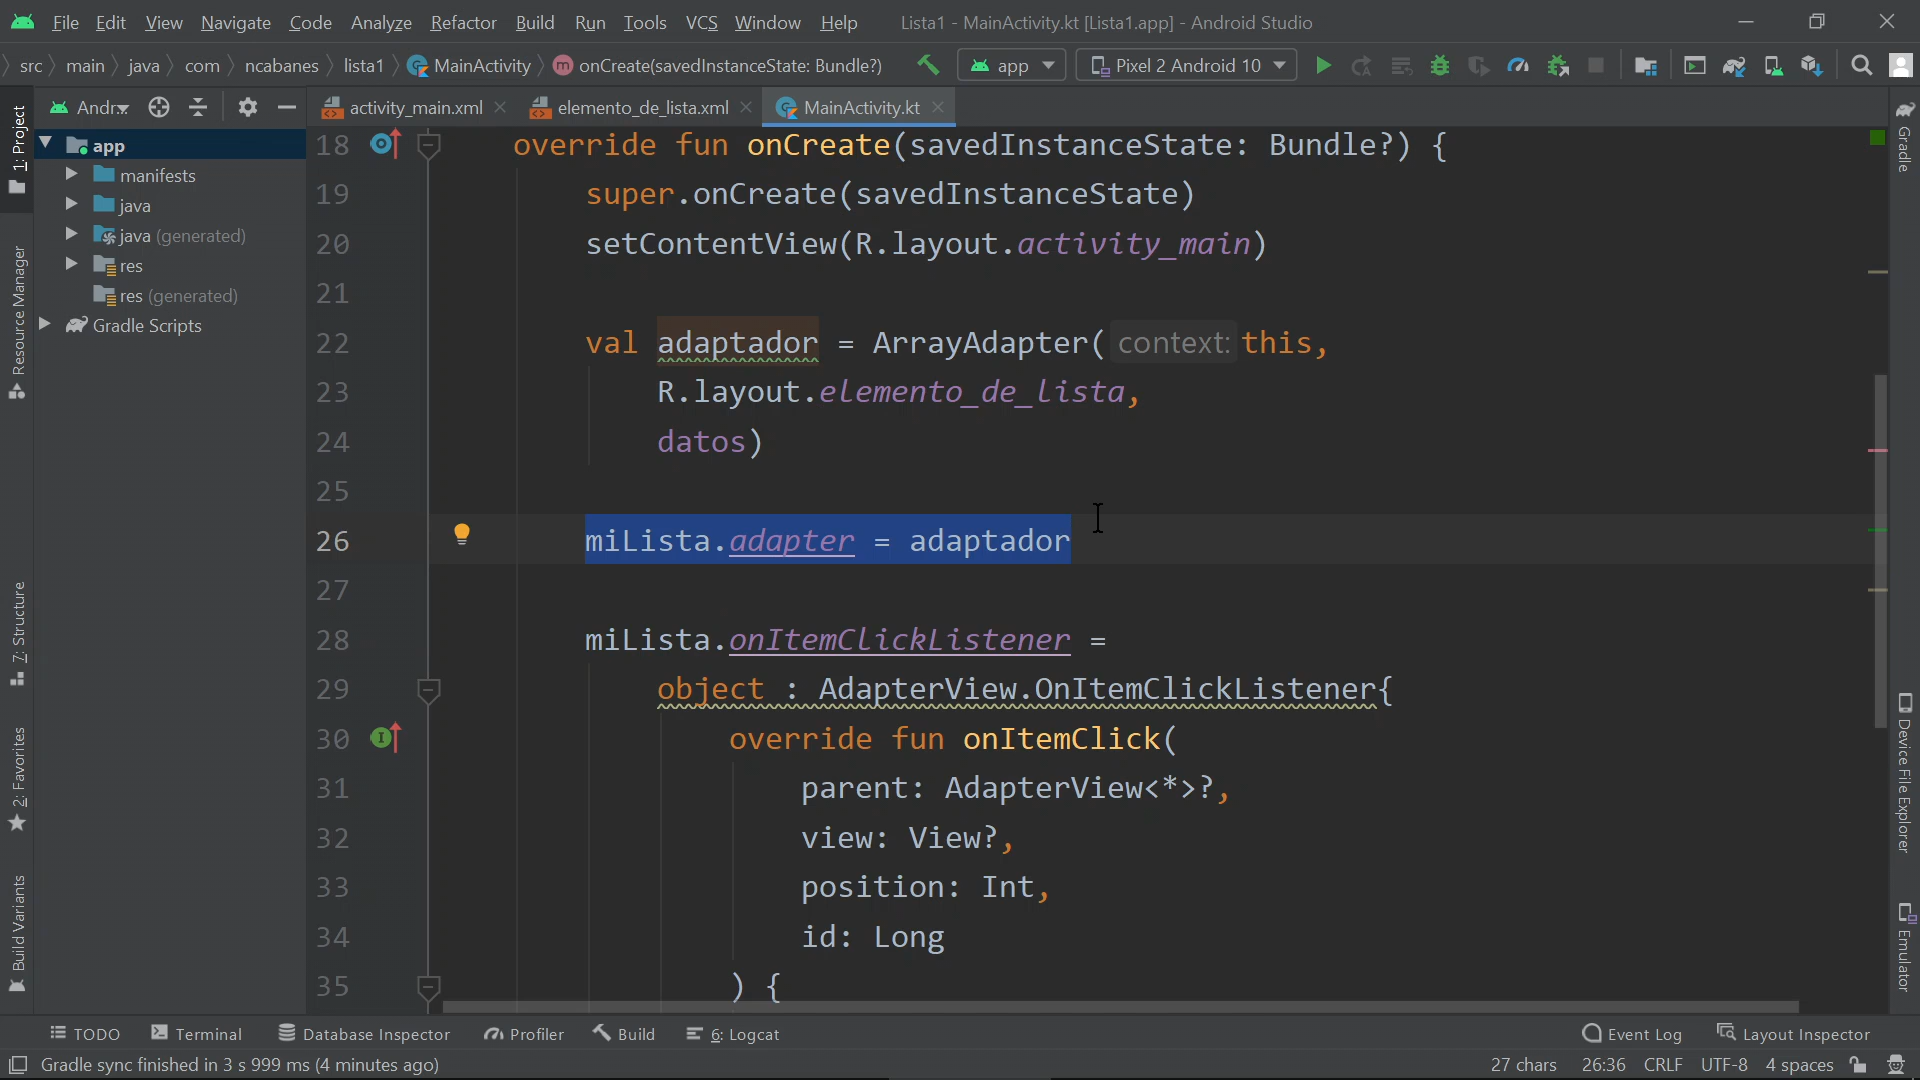 File Edit View Navigate Code Analyze Refactor Build Run Tools VCS Window Help Lista1 - MainActivity.kt [Lista1.app] - Android Studio
src main java com ncabanes lista1 MainActivity onCreate(savedInstanceState: Bundle?) app Pixel 2 Android 10
Andr... activity_main.xml elemento_de_lista.xml MainActivity.kt
1: Project
Resource Manager
7: Structure
2: Favorites
Build Variants
app
manifests
java
java (generated)
res
res (generated)
Gradle Scripts
18 override fun onCreate(savedInstanceState: Bundle?) {
19 super.onCreate(savedInstanceState)
20 setContentView(R.layout.activity_main)
21
22 val adaptador = ArrayAdapter( context: this,
23 R.layout.elemento_de_lista,
24 datos)
25
26 miLista.adapter = adaptador
27
28 miLista.onItemClickListener =
29 object : AdapterView.OnItemClickListener{
30 override fun onItemClick(
31 parent: AdapterView<*>?,
32 view: View?,
33 position: Int,
34 id: Long
35 ) {
Gradle
Device File Explorer
Emulator
TODO Terminal Database Inspector Profiler Build 6: Logcat Event Log Layout Inspector
Gradle sync finished in 3 s 999 ms (4 minutes ago) 27 chars 26:36 CRLF UTF-8 4 spaces